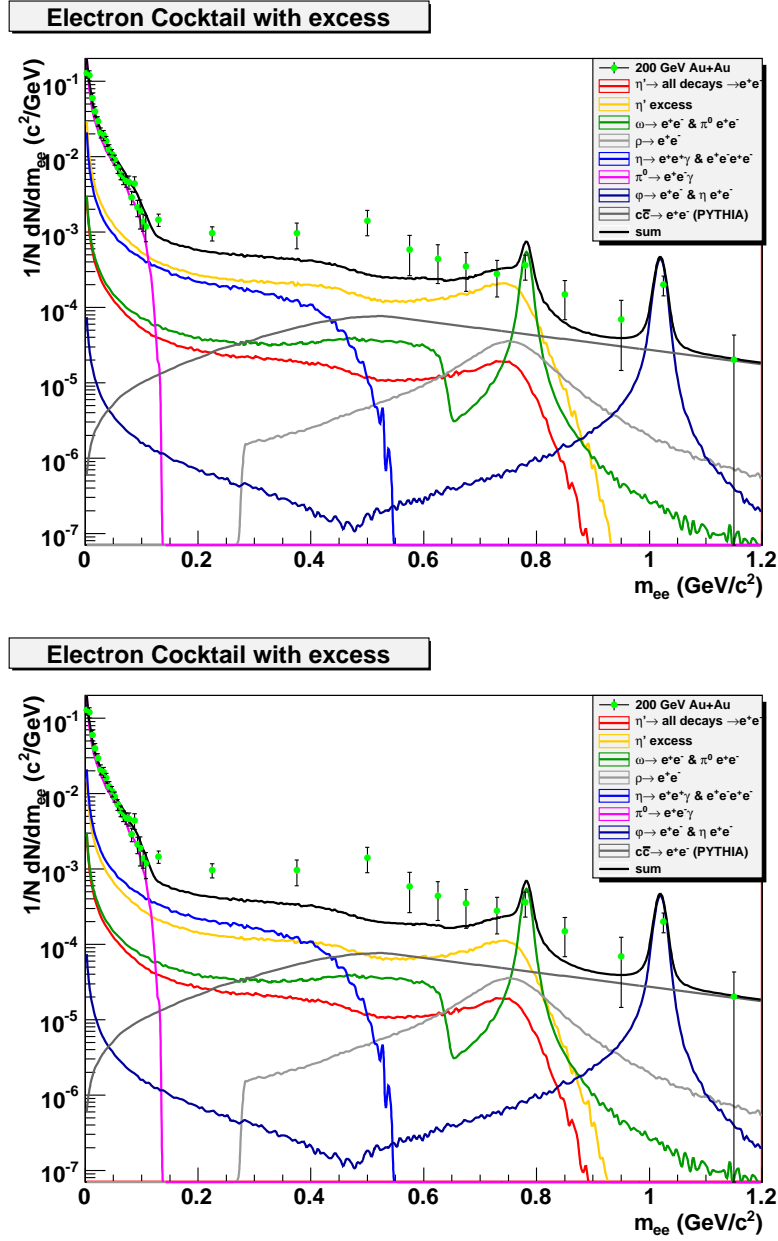 Electron Cocktail with excess
1/N dN/dm_ee (c²/GeV)
10⁻¹
10⁻²
10⁻³
10⁻⁴
10⁻⁵
10⁻⁶
10⁻⁷
200 GeV Au+Au
η'→ all decays →e⁺e⁻
η' excess
ω→ e⁺e⁻ & π⁰ e⁺e⁻
ρ→ e⁺e⁻
η→ e⁺e⁺γ & e⁺e⁻e⁺e⁻
π⁰→ e⁺e⁻γ
φ→ e⁺e⁻ & η e⁺e⁻
cc̅→ e⁺e⁻ (PYTHIA)
sum
0 0.2 0.4 0.6 0.8 1 1.2
m_ee (GeV/c²)
Electron Cocktail with excess
1/N dN/dm_ee (c²/GeV)
10⁻¹
10⁻²
10⁻³
10⁻⁴
10⁻⁵
10⁻⁶
10⁻⁷
200 GeV Au+Au
η'→ all decays →e⁺e⁻
η' excess
ω→ e⁺e⁻ & π⁰ e⁺e⁻
ρ→ e⁺e⁻
η→ e⁺e⁺γ & e⁺e⁻e⁺e⁻
π⁰→ e⁺e⁻γ
φ→ e⁺e⁻ & η e⁺e⁻
cc̅→ e⁺e⁻ (PYTHIA)
sum
0 0.2 0.4 0.6 0.8 1 1.2
m_ee (GeV/c²)